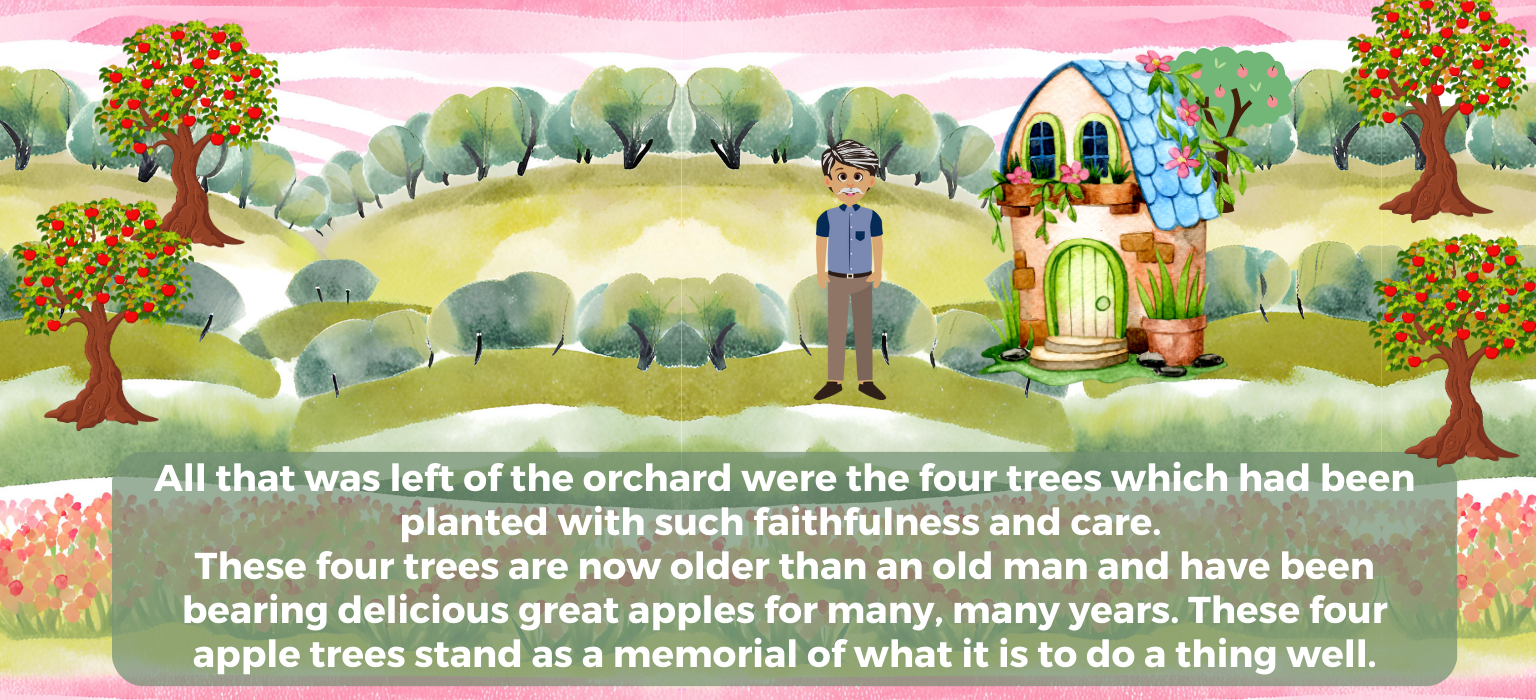 All that was left of the orchard were the four trees which had been
planted with such faithfulness and care.
These four trees are now older than an old man and have been
bearing delicious great apples for many, many years. These four
apple trees stand as a memorial of what it is to do a thing well.